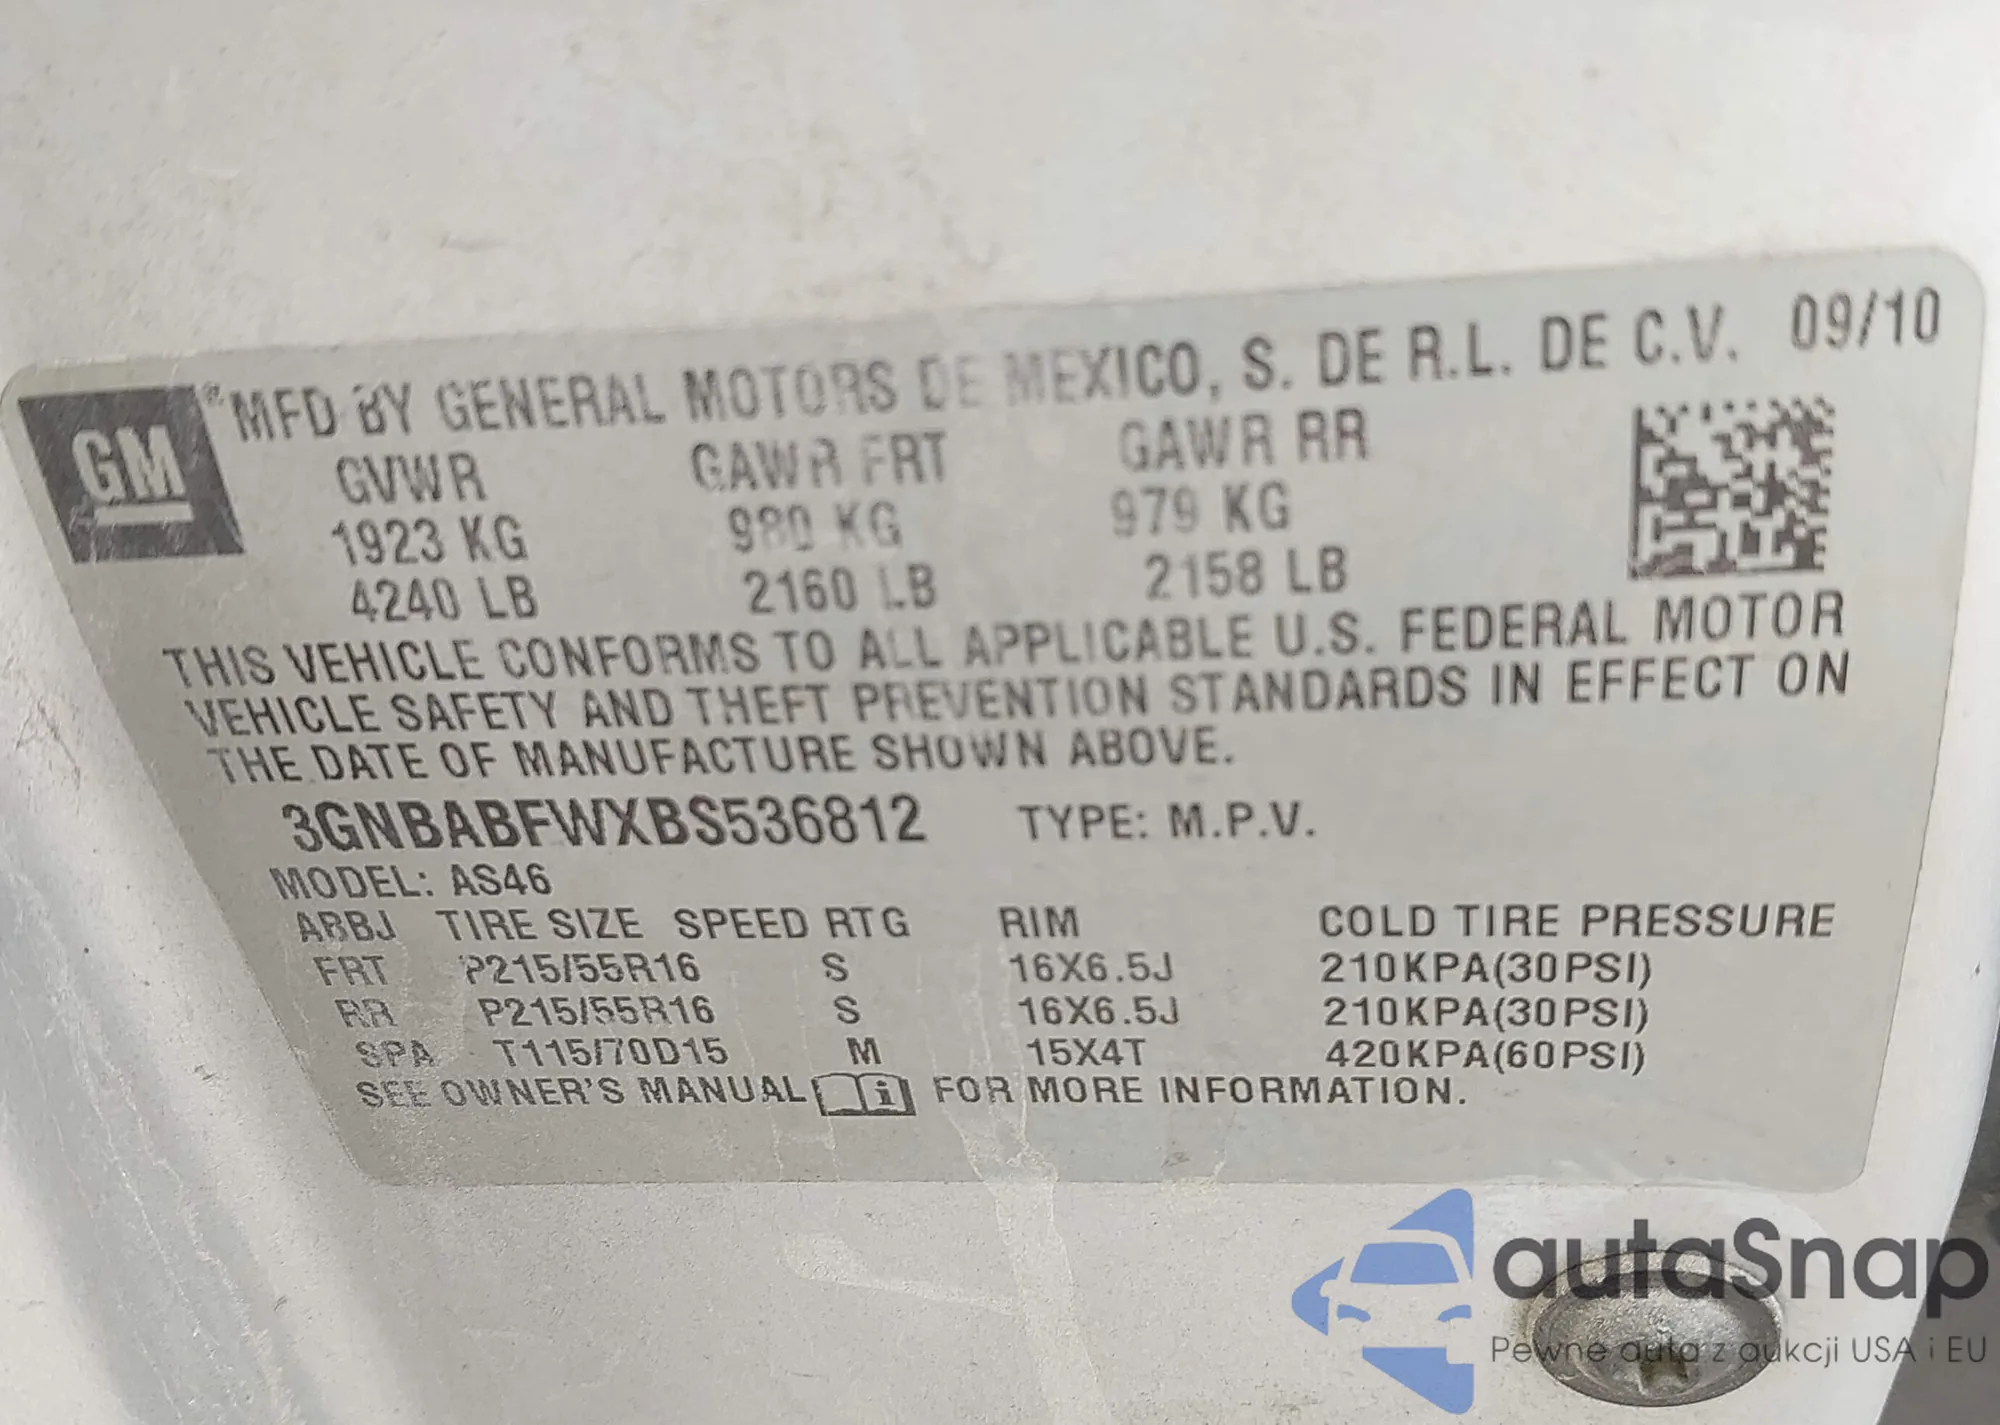 GM ® MFD BY GENERAL MOTORS DE MEXICO, S. DE R.L. DE C.V. 09/10
GVWR GAWR FRT GAWR RR
1923 KG 980 KG 979 KG
4240 LB 2160 LB 2158 LB
THIS VEHICLE CONFORMS TO ALL APPLICABLE U.S. FEDERAL MOTOR
VEHICLE SAFETY AND THEFT PREVENTION STANDARDS IN EFFECT ON
THE DATE OF MANUFACTURE SHOWN ABOVE.
3GNBABFWXBS536812 TYPE: M.P.V.
MODEL: AS46
ABBJ TIRE SIZE SPEED RTG RIM COLD TIRE PRESSURE
FRT P215/55R16 S 16X6.5J 210KPA(30PSI)
RR P215/55R16 S 16X6.5J 210KPA(30PSI)
SPA T115/70D15 M 15X4T 420KPA(60PSI)
SEE OWNER'S MANUAL i FOR MORE INFORMATION.
autaSnap
Pewne auta z aukcji USA i EU